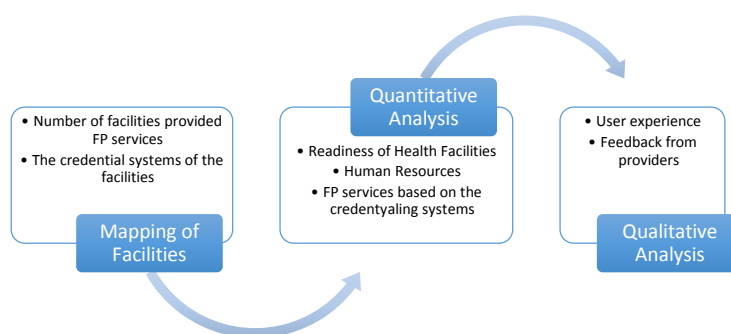 • Number of facilities provided
FP services
• The credential systems of the
facilities
Mapping of
Facilities
Quantitative
Analysis
• Readiness of Health Facilities
• Human Resources
• FP services based on the
credentyaling systems
• User experience
• Feedback from
providers
Qualitative
Analysis